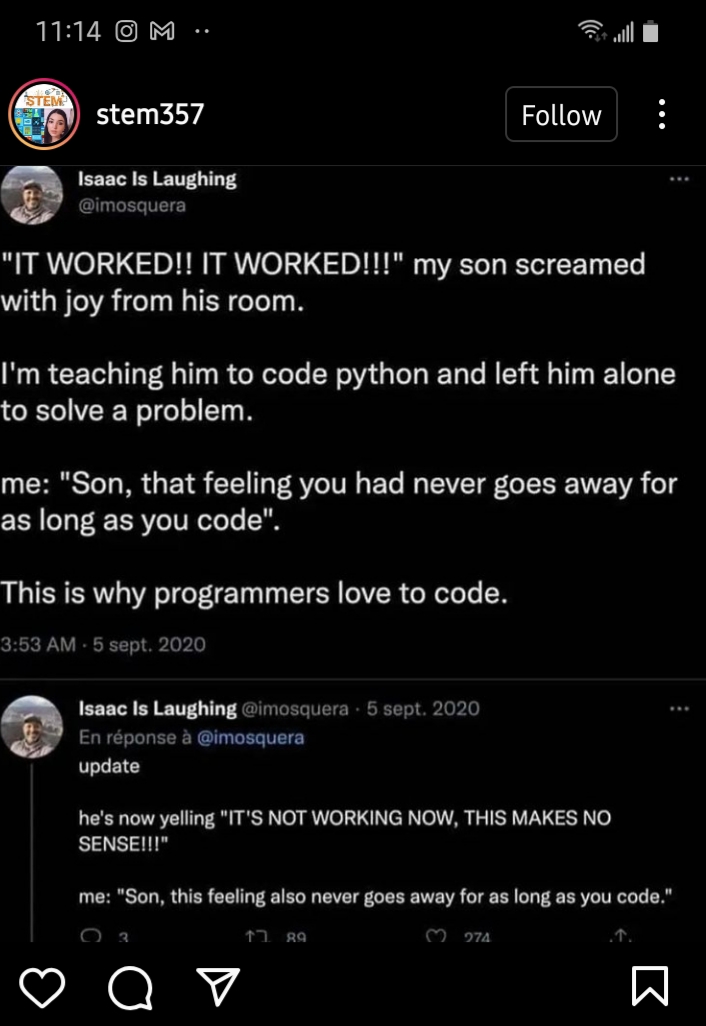 11:14
STEM
stem357
Follow
Isaac Is Laughing
@imosquera
"IT WORKED!! IT WORKED!!!" my son screamed
with joy from his room.
I'm teaching him to code python and left him alone
to solve a problem.
me: "Son, that feeling you had never goes away for
as long as you code".
This is why programmers love to code.
3:53 AM · 5 sept. 2020
Isaac Is Laughing @imosquera · 5 sept. 2020
En réponse à @imosquera
update
he's now yelling "IT'S NOT WORKING NOW, THIS MAKES NO
SENSE!!!"
me: "Son, this feeling also never goes away for as long as you code."
3 89 274